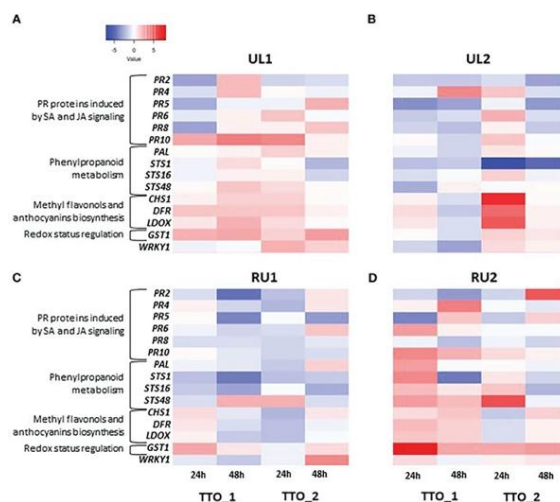 A
B
-5 0 5
Value
UL1
UL2
PR2
PR4
PR5
PR6
PR8
PR10
PAL
STS1
STS16
STS48
CHS1
DFR
LDOX
GST1
WRKY1
PR proteins induced
by SA and JA signaling
Phenylpropanoid
metabolism
Methyl flavonols and
anthocyanins biosynthesis
Redox status regulation
C
RU1
D
RU2
PR2
PR4
PR5
PR6
PR8
PR10
PAL
STS1
STS16
STS48
CHS1
DFR
LDOX
GST1
WRKY1
PR proteins induced
by SA and JA signaling
Phenylpropanoid
metabolism
Methyl flavonols and
anthocyanins biosynthesis
Redox status regulation
24h 48h 24h 48h
TTO_1 TTO_2
24h 48h 24h 48h
TTO_1 TTO_2